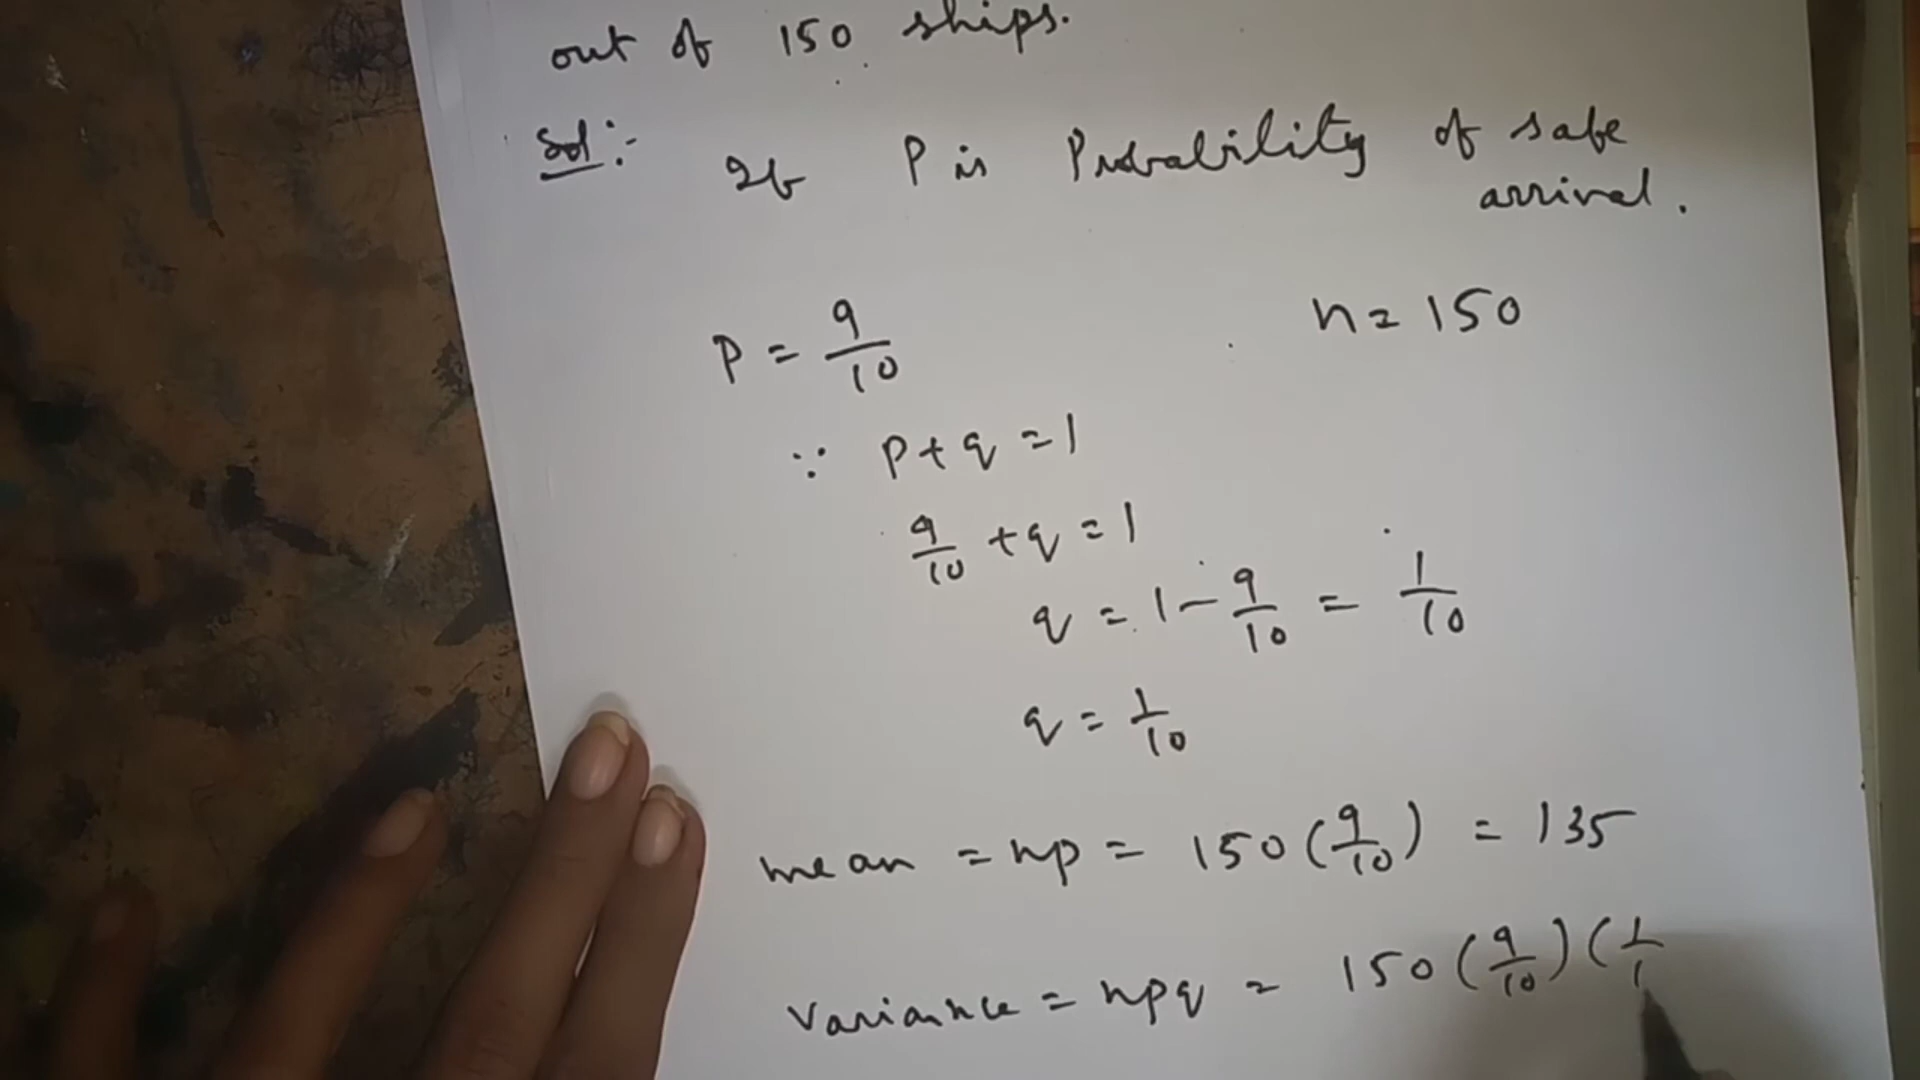 out of 150 ships.
Sol:- If P is Probability of safe
arrival.
P = 9/10 n = 150
∵ P + q = 1
9/10 + q = 1
q = 1 - 9/10 = 1/10
q = 1/10
mean = np = 150 (9/10) = 135
Variance = npq = 150 (9/10) (1/1